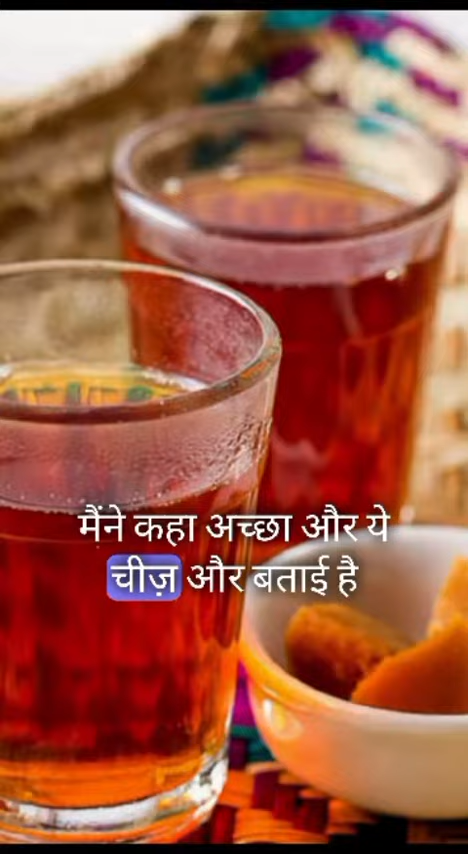 मैंने कहा अच्छा और ये
चीज़ और बताई है